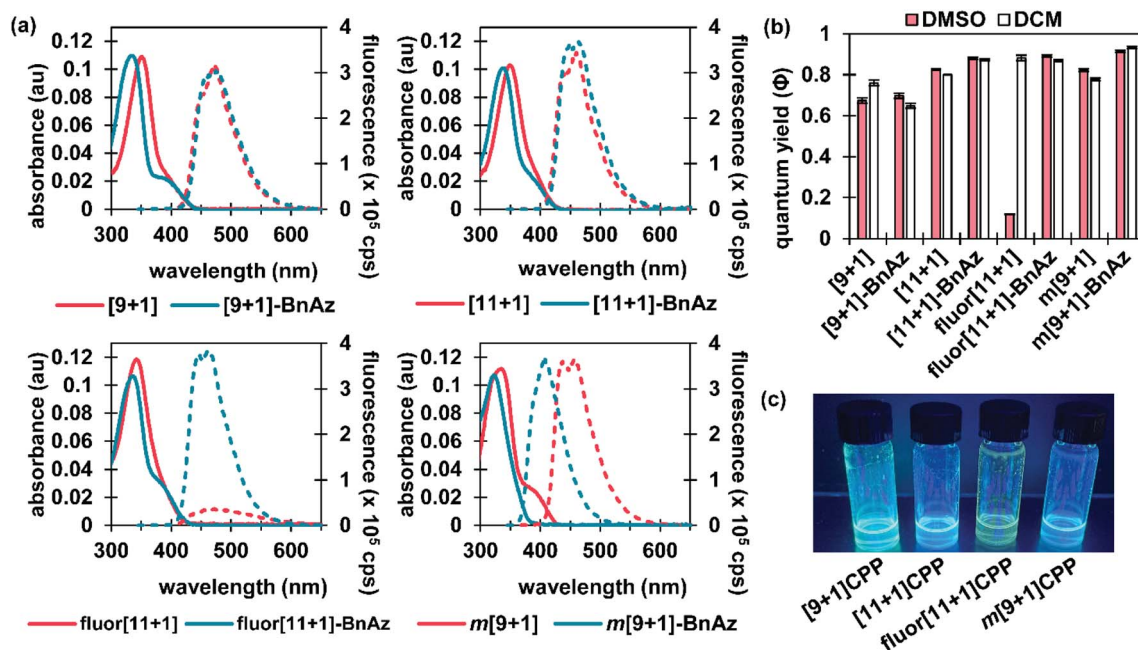 (a)
absorbance (au)
0.12
0.1
0.08
0.06
0.04
0.02
0
4
3
2
1
0
fluorescence (x 10⁵ cps)
300 400 500 600
wavelength (nm)
[9+1] [9+1]-BnAz
absorbance (au)
0.12
0.1
0.08
0.06
0.04
0.02
0
4
3
2
1
0
fluorescence (x 10⁵ cps)
300 400 500 600
wavelength (nm)
[11+1] [11+1]-BnAz
absorbance (au)
0.12
0.1
0.08
0.06
0.04
0.02
0
4
3
2
1
0
fluorescence (x 10⁵ cps)
300 400 500 600
wavelength (nm)
fluor[11+1] fluor[11+1]-BnAz
absorbance (au)
0.12
0.1
0.08
0.06
0.04
0.02
0
4
3
2
1
0
fluorescence (x 10⁵ cps)
300 400 500 600
wavelength (nm)
m[9+1] m[9+1]-BnAz
(b)
DMSO DCM
quantum yield (Φ)
1
0.8
0.6
0.4
0.2
0
[9+1]
[9+1]-BnAz
[11+1]
[11+1]-BnAz
fluor[11+1]
fluor[11+1]-BnAz
m[9+1]
m[9+1]-BnAz
(c)
[9+1]CPP
[11+1]CPP
fluor[11+1]CPP
m[9+1]CPP